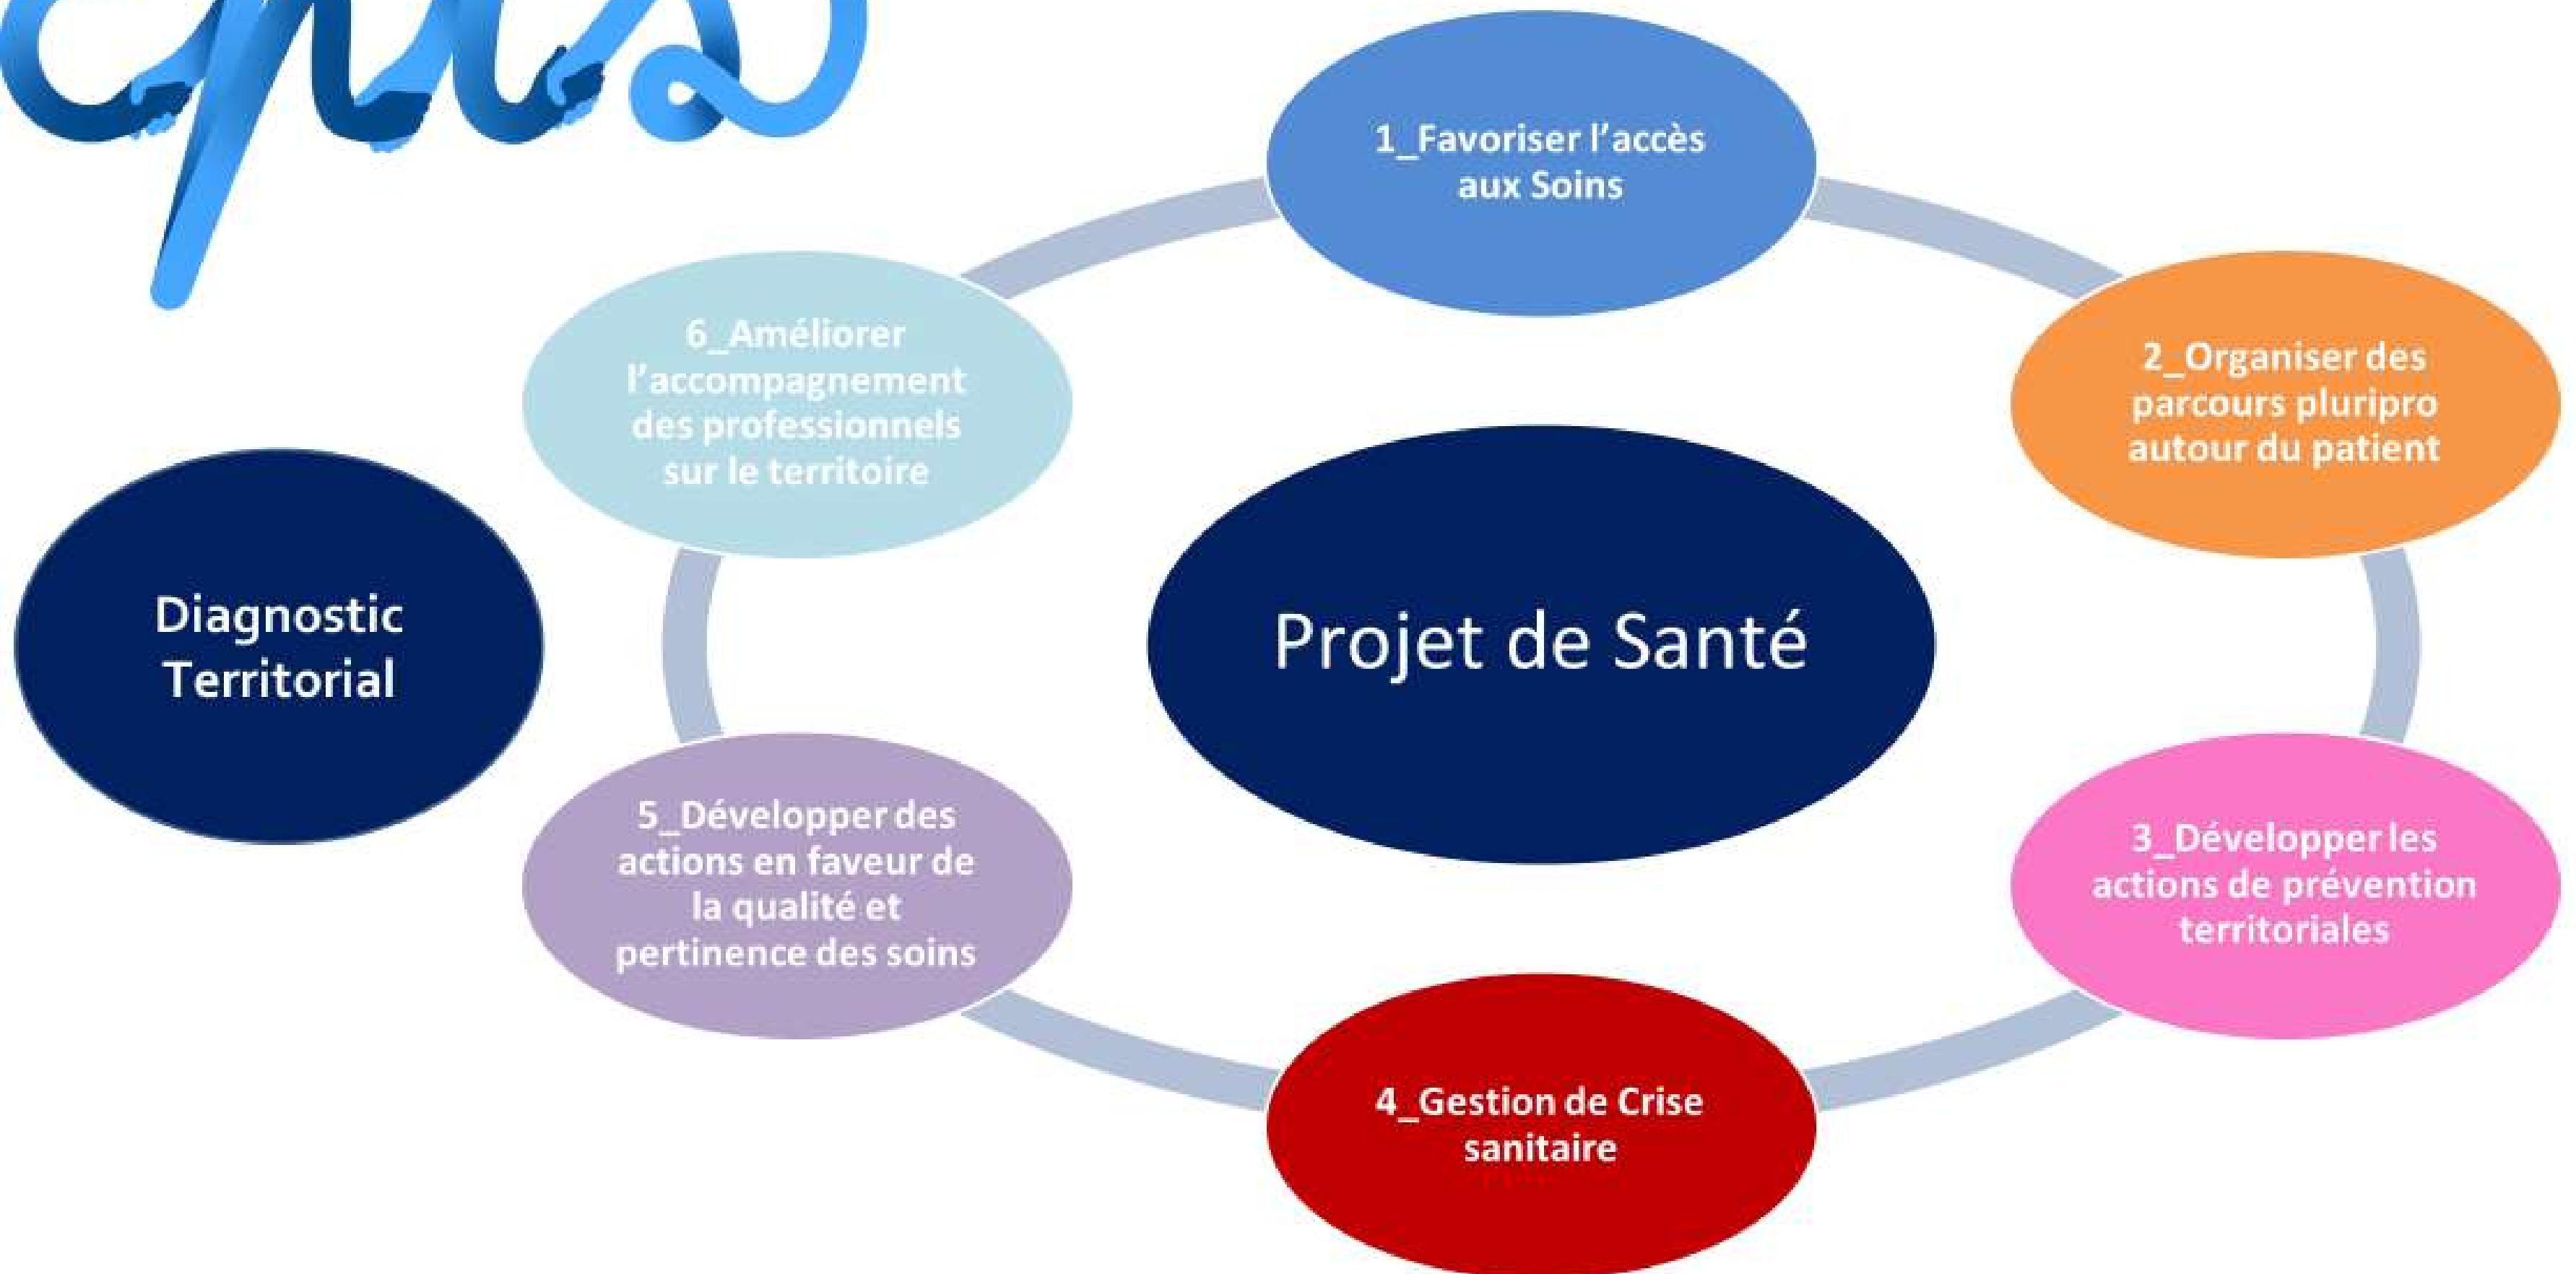 cpts
1_Favoriser l'accès
aux Soins
2_Organiser des
parcours pluripro
autour du patient
3_Développer les
actions de prévention
territoriales
4_Gestion de Crise
sanitaire
5_Développer des
actions en faveur de
la qualité et
pertinence des soins
6_Améliorer
l'accompagnement
des professionnels
sur le territoire
Projet de Santé
Diagnostic
Territorial